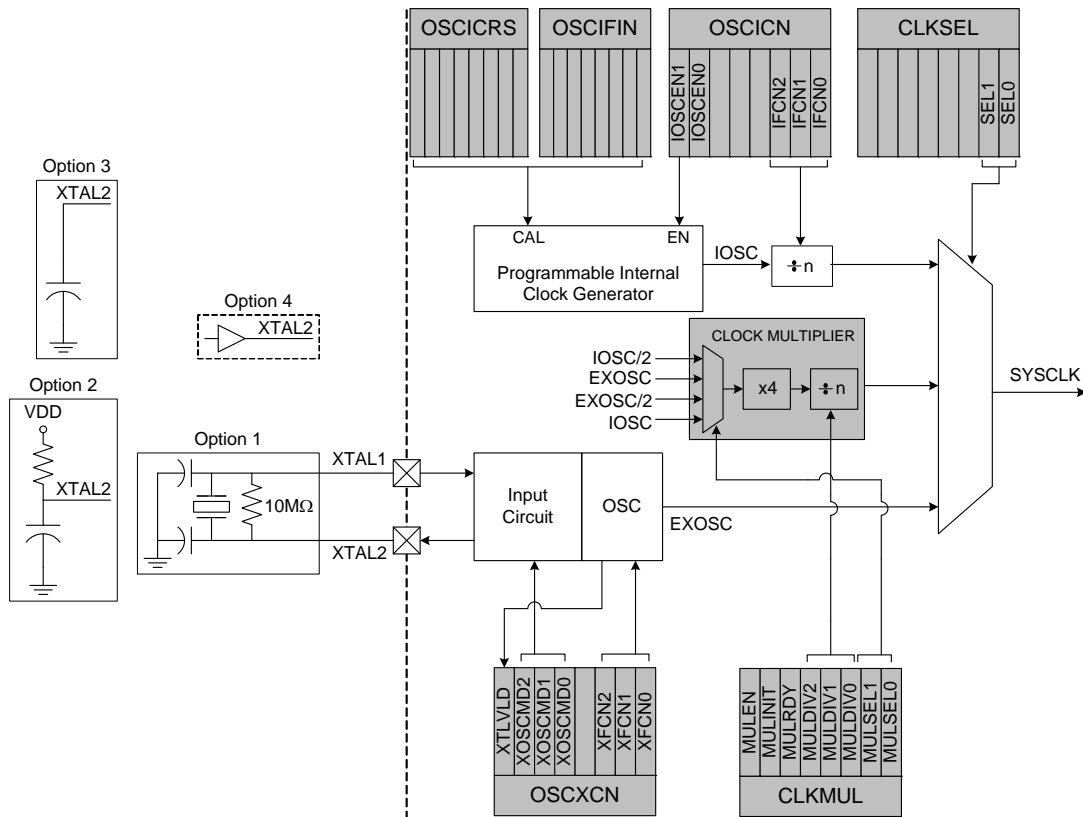 OSCICRS
OSCIFIN
OSCICN
CLKSEL
IOSCEN1
IOSCEN0
IFCN2
IFCN1
IFCN0
SEL1
SEL0
Option 3
XTAL2
CAL
EN
Programmable Internal
Clock Generator
IOSC
÷ n
Option 4
XTAL2
CLOCK MULTIPLIER
IOSC/2
EXOSC
EXOSC/2
IOSC
x4
÷ n
SYSCLK
Option 2
VDD
XTAL2
Option 1
10MΩ
XTAL1
XTAL2
Input
Circuit
OSC
EXOSC
XTLVLD
XOSCMD2
XOSCMD1
XOSCMD0
XFCN2
XFCN1
XFCN0
OSCXCN
MULEN
MULINIT
MULRDY
MULDIV2
MULDIV1
MULDIV0
MULSEL1
MULSEL0
CLKMUL